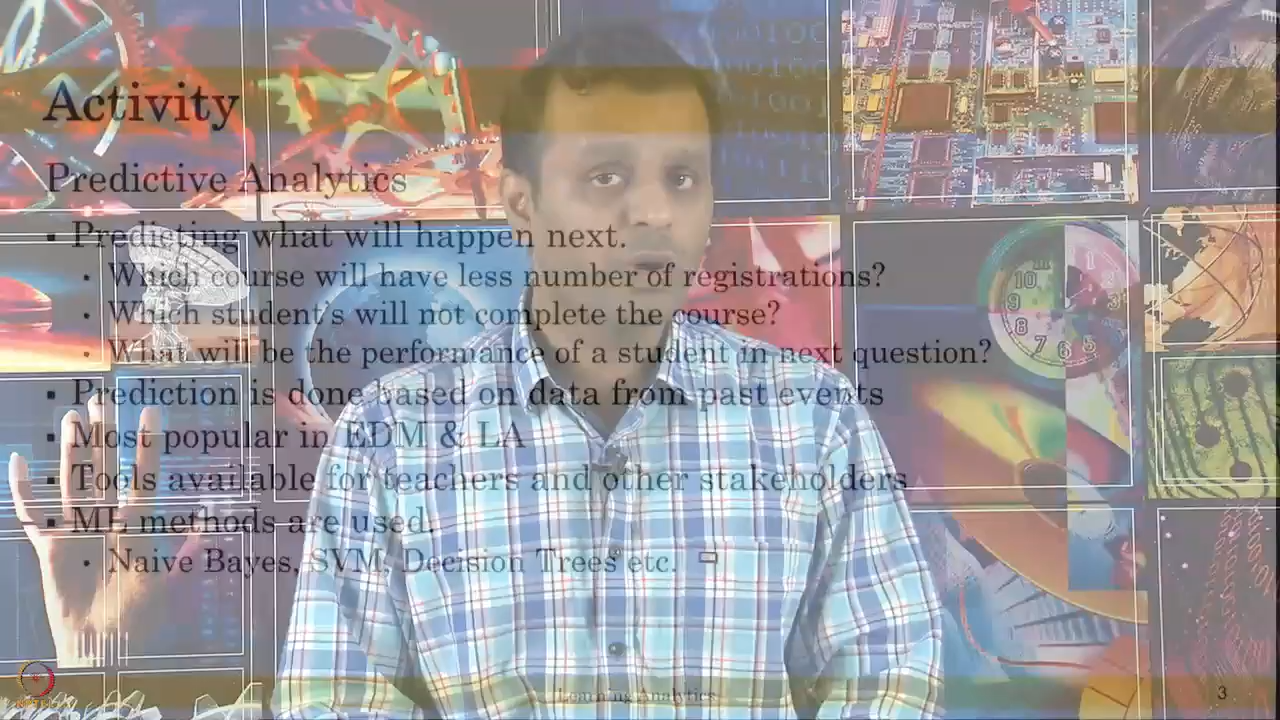 Activity
Predictive Analytics
▪ Predicting what will happen next.
• Which course will have less number of registrations?
• Which student's will not complete the course?
• What will be the performance of a student in next question?
▪ Prediction is done based on data from past events
▪ Most popular in EDM & LA
▪ Tools available for teachers and other stakeholders
▪ ML methods are used.
• Naive Bayes, SVM, Decision Trees etc.
Learning Analytics
3
NPTEL